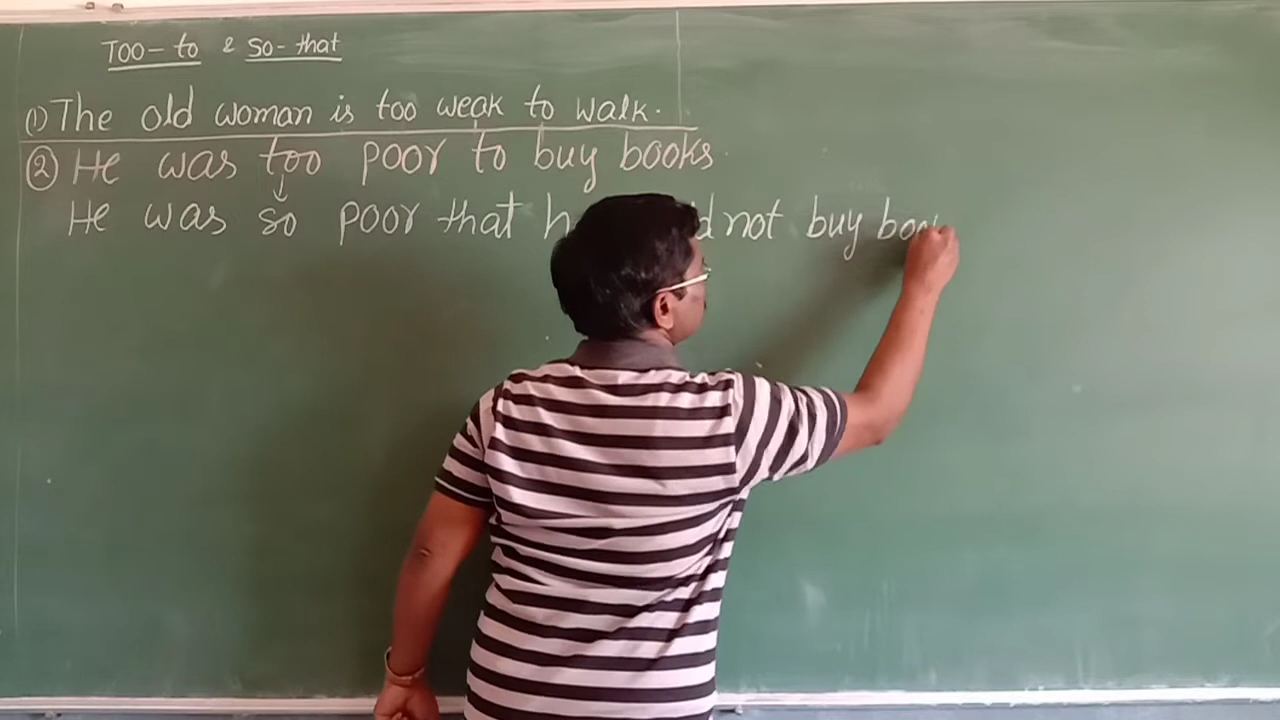 Too - to & so - that
(1) The old woman is too weak to walk.
(2) He was too poor to buy books.
He was so poor that not buy